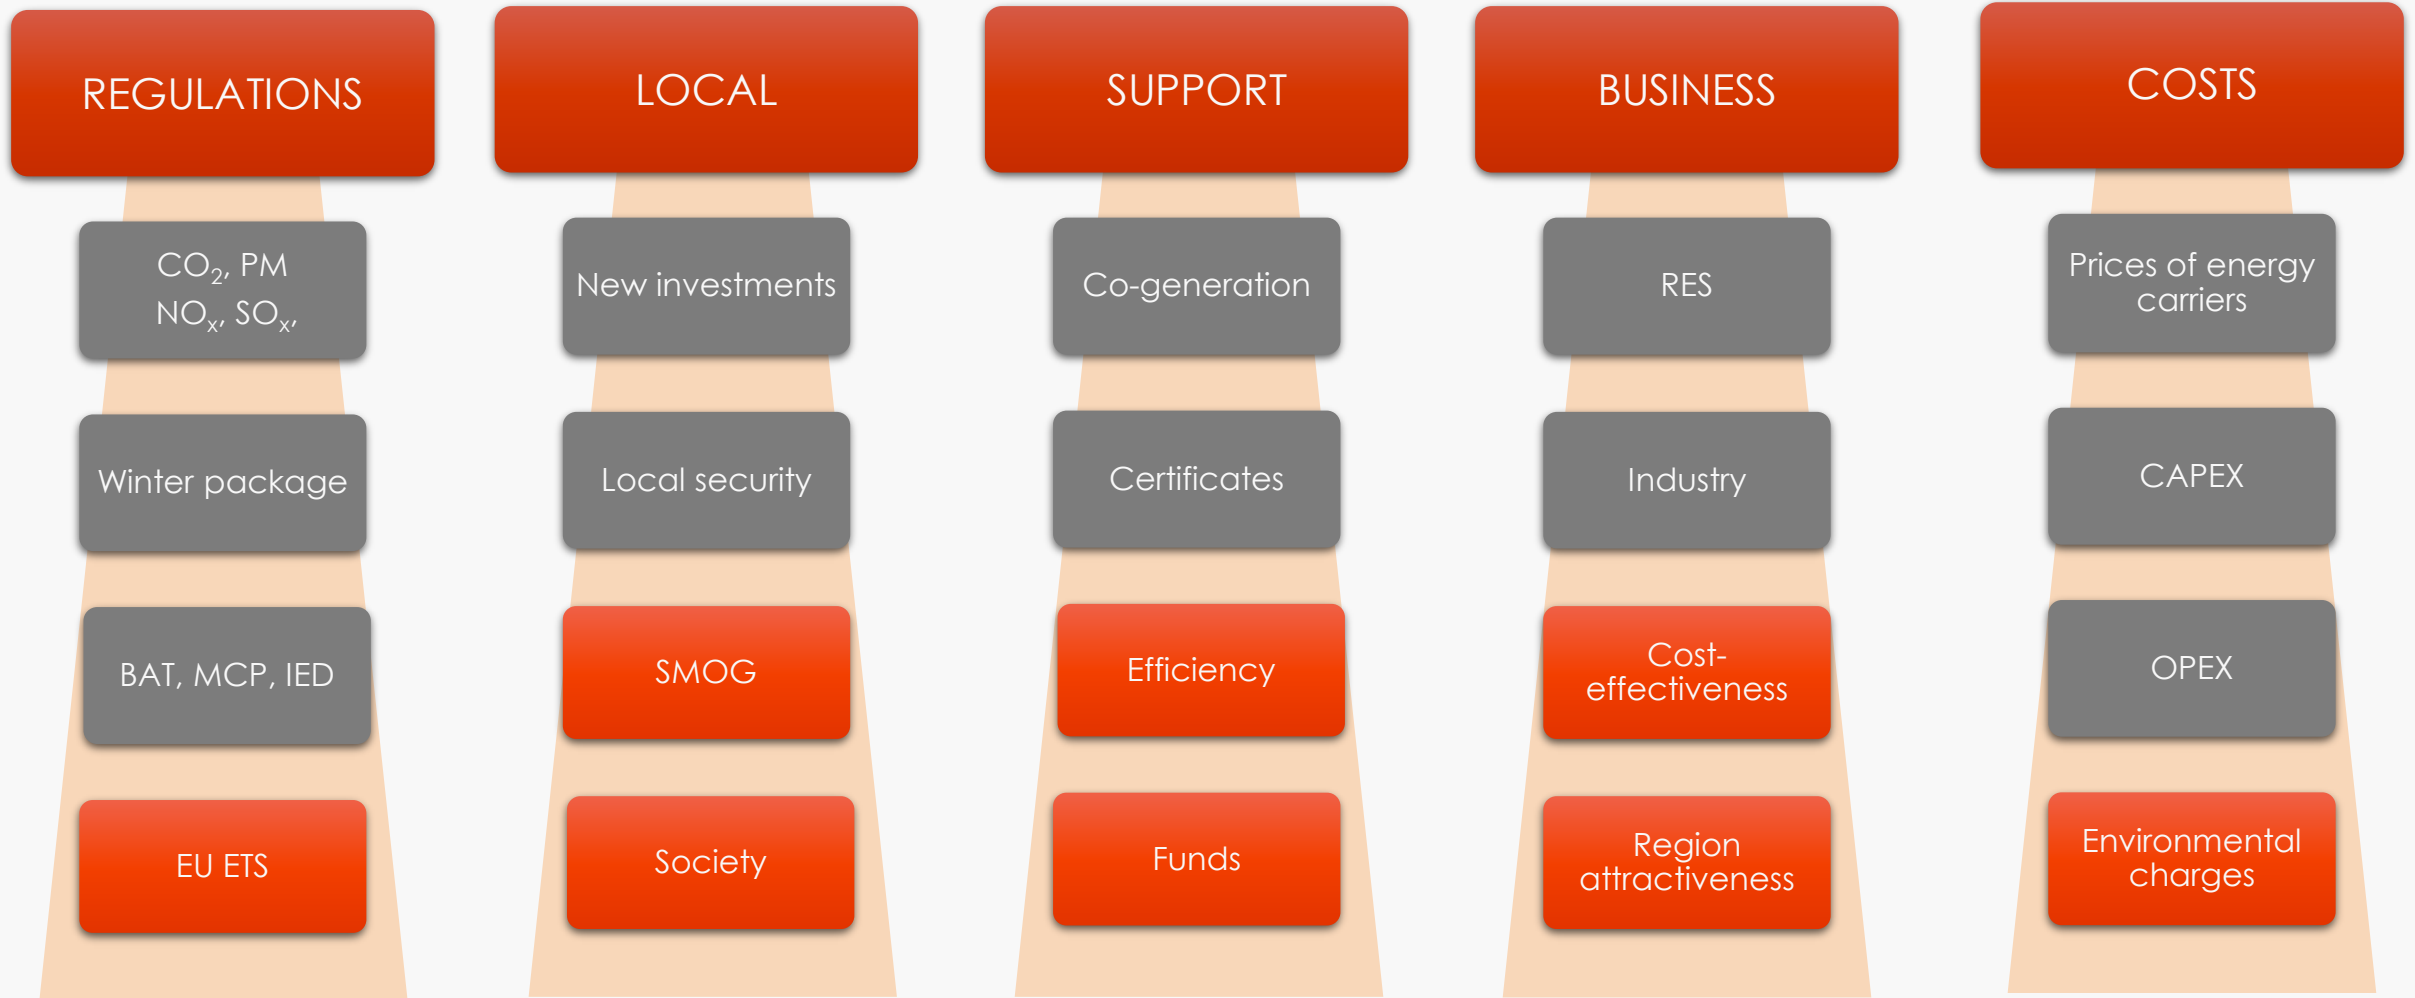 REGULATIONS
CO₂, PM
NOₓ, SOₓ,
Winter package
BAT, MCP, IED
EU ETS
LOCAL
New investments
Local security
SMOG
Society
SUPPORT
Co-generation
Certificates
Efficiency
Funds
BUSINESS
RES
Industry
Cost-
effectiveness
Region
attractiveness
COSTS
Prices of energy
carriers
CAPEX
OPEX
Environmental
charges